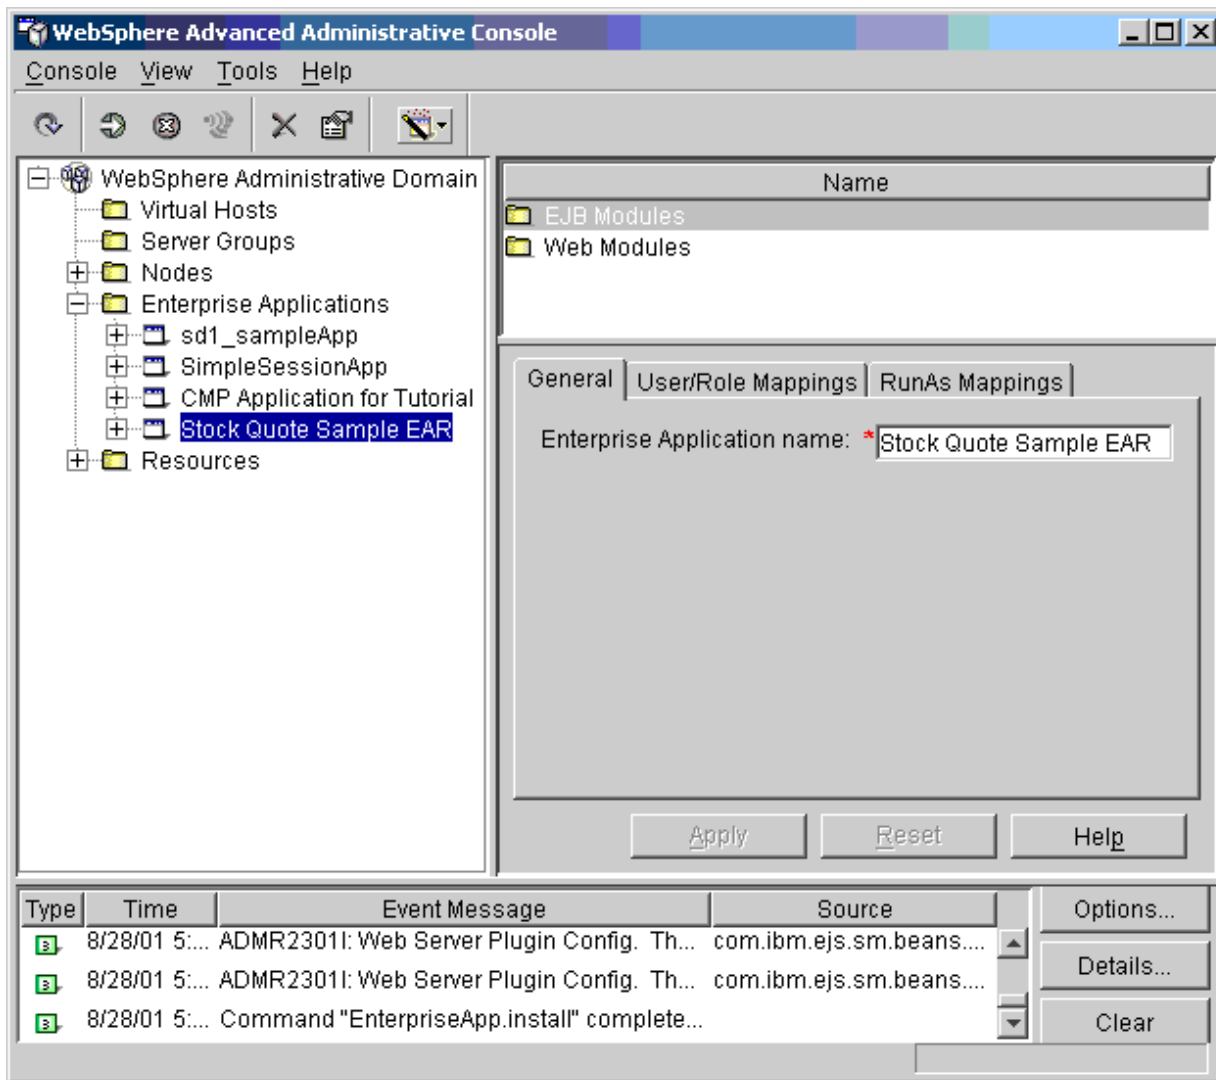 WebSphere Advanced Administrative Console
Console View Tools Help
WebSphere Administrative Domain
Virtual Hosts
Server Groups
Nodes
Enterprise Applications
sd1_sampleApp
SimpleSessionApp
CMP Application for Tutorial
Stock Quote Sample EAR
Resources
Name
EJB Modules
Web Modules
General User/Role Mappings RunAs Mappings
Enterprise Application name: *Stock Quote Sample EAR
Apply Reset Help
Type Time Event Message Source Options...
8/28/01 5:... ADMR2301I: Web Server Plugin Config. Th... com.ibm.ejs.sm.beans....
8/28/01 5:... ADMR2301I: Web Server Plugin Config. Th... com.ibm.ejs.sm.beans.... Details...
8/28/01 5:... Command "EnterpriseApp.install" complete... Clear